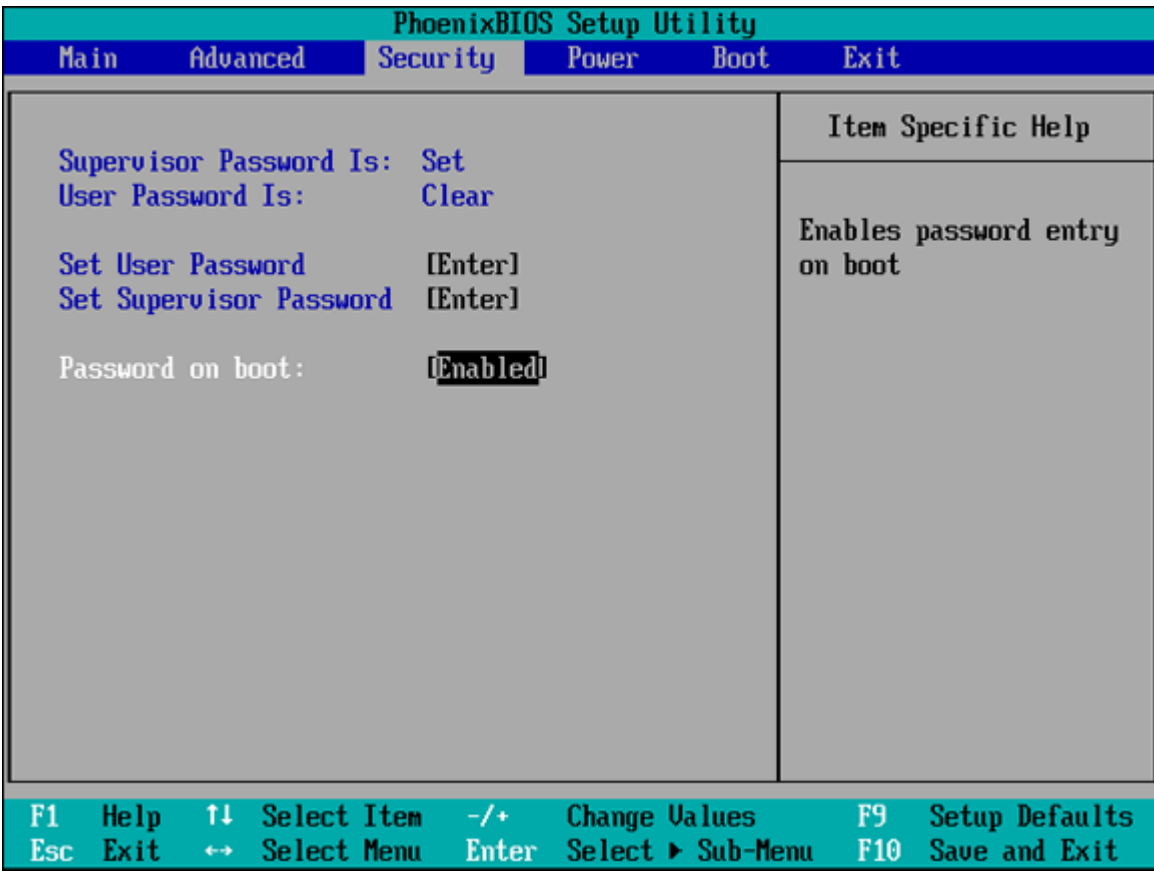 PhoenixBIOS Setup Utility
Main Advanced Security Power Boot Exit
Supervisor Password Is: Set
User Password Is: Clear
Set User Password [Enter]
Set Supervisor Password [Enter]
Password on boot: [Enabled]
Item Specific Help
Enables password entry
on boot
F1 Help ↑↓ Select Item -/+ Change Values F9 Setup Defaults
Esc Exit ↔ Select Menu Enter Select ▶ Sub-Menu F10 Save and Exit